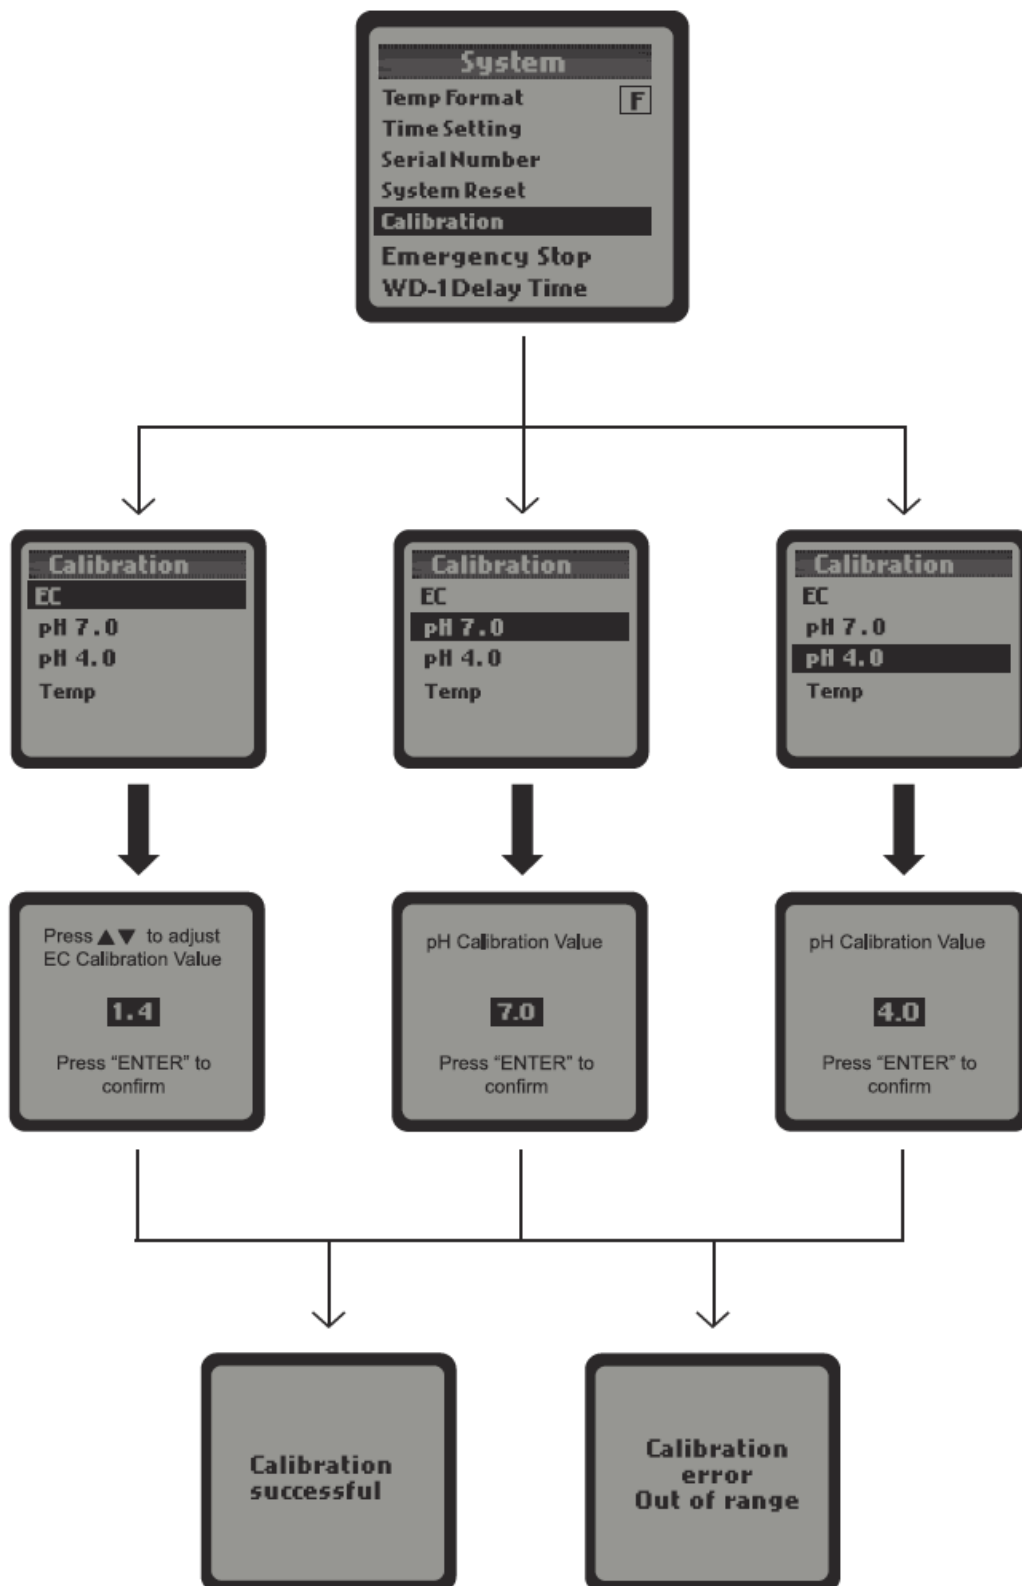 System
Temp Format F
Time Setting
Serial Number
System Reset
Calibration
Emergency Stop
WD-1 Delay Time
Calibration
EC
pH 7.0
pH 4.0
Temp
Calibration
EC
pH 7.0
pH 4.0
Temp
Calibration
EC
pH 7.0
pH 4.0
Temp
Press ▲▼ to adjust
EC Calibration Value
1.4
Press “ENTER” to
confirm
pH Calibration Value
7.0
Press “ENTER” to
confirm
pH Calibration Value
4.0
Press “ENTER” to
confirm
Calibration
successful
Calibration
error
Out of range